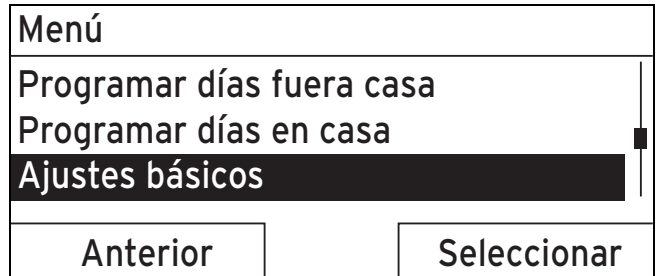 Menú
Programar días fuera casa
Programar días en casa
Ajustes básicos
Anterior
Seleccionar